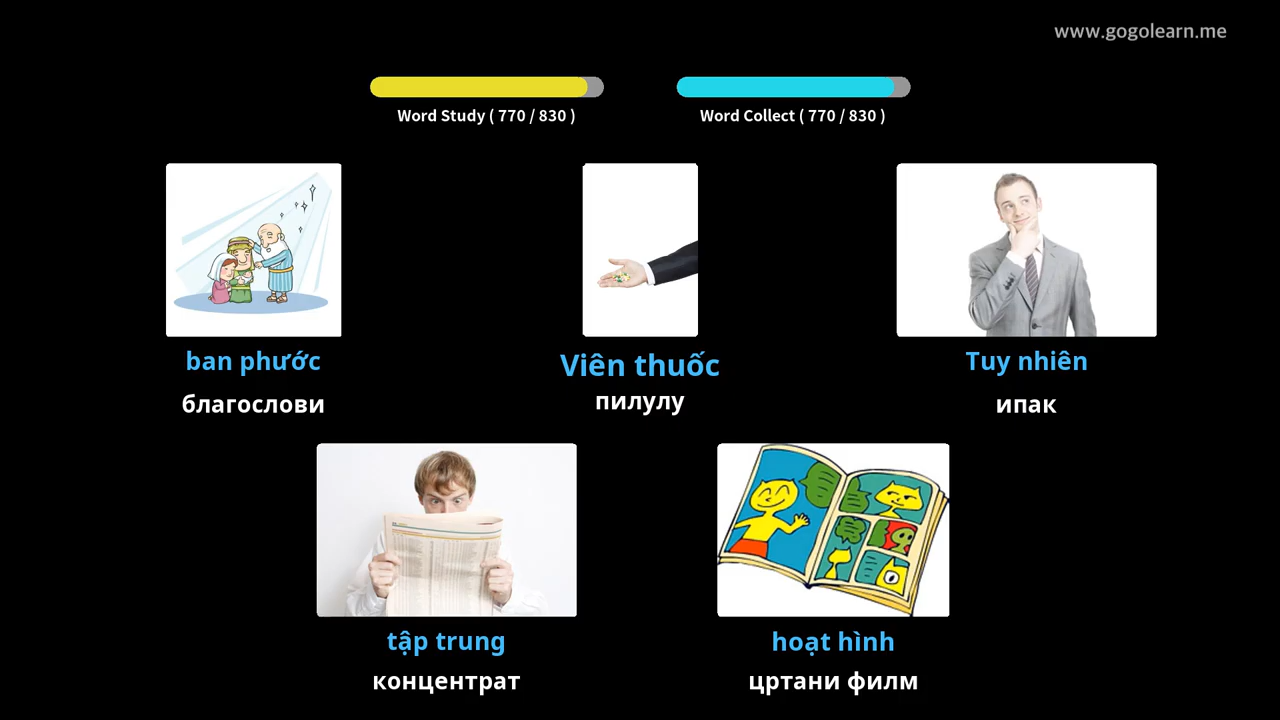 www.gogolearn.me
Word Study ( 770 / 830 )
Word Collect ( 770 / 830 )
ban phước
Viên thuốc
Tuy nhiên
благослови
пилулу
ипак
tập trung
hoạt hình
концентрат
цртани филм